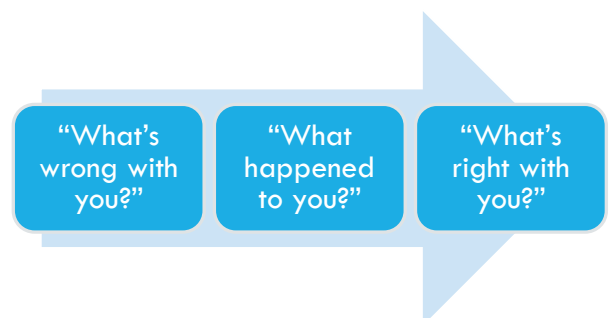 “What’s
wrong with
you?”
“What
happened
to you?”
“What’s
right with
you?”